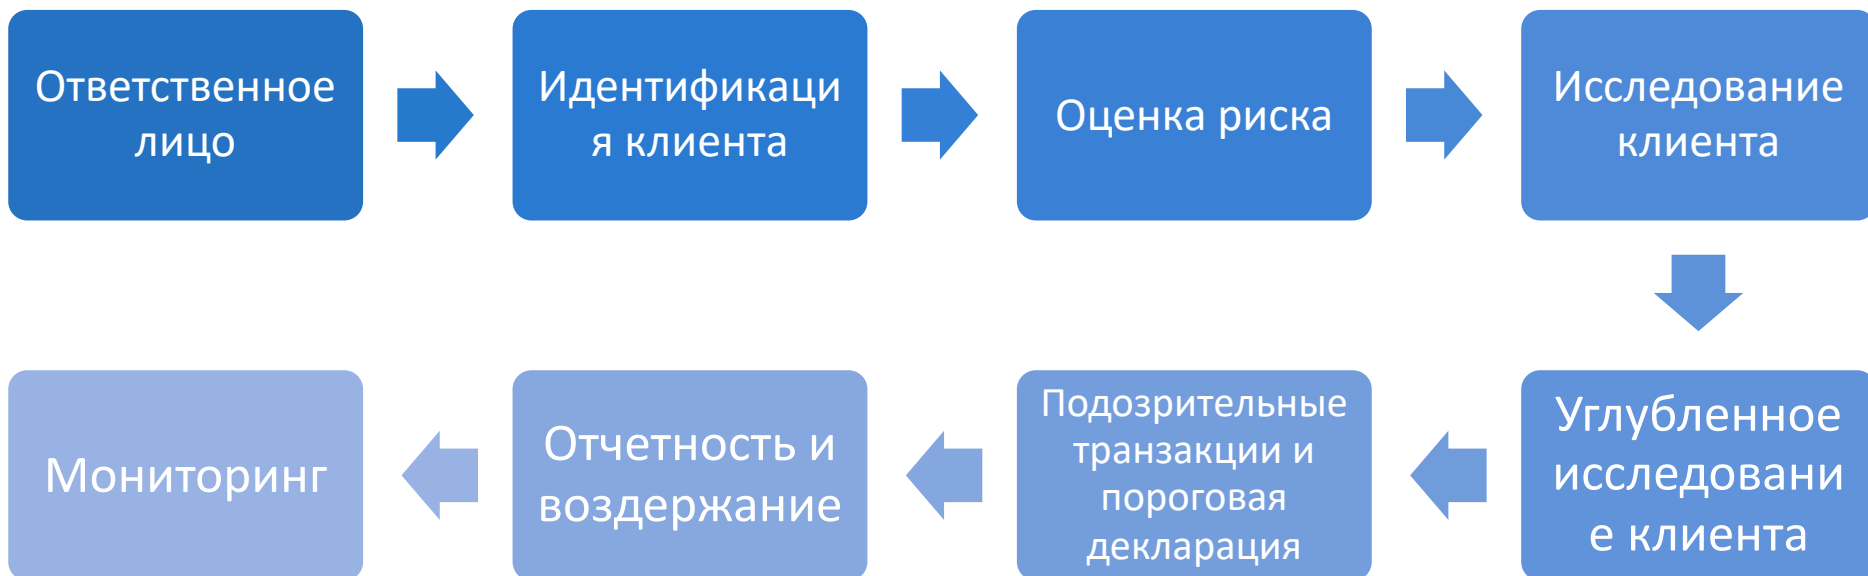 Ответственное
лицо
Идентификаци
я клиента
Оценка риска
Исследование
клиента
Углубленное
исследовани
е клиента
Подозрительные
транзакции и
пороговая
декларация
Отчетность и
воздержание
Мониторинг